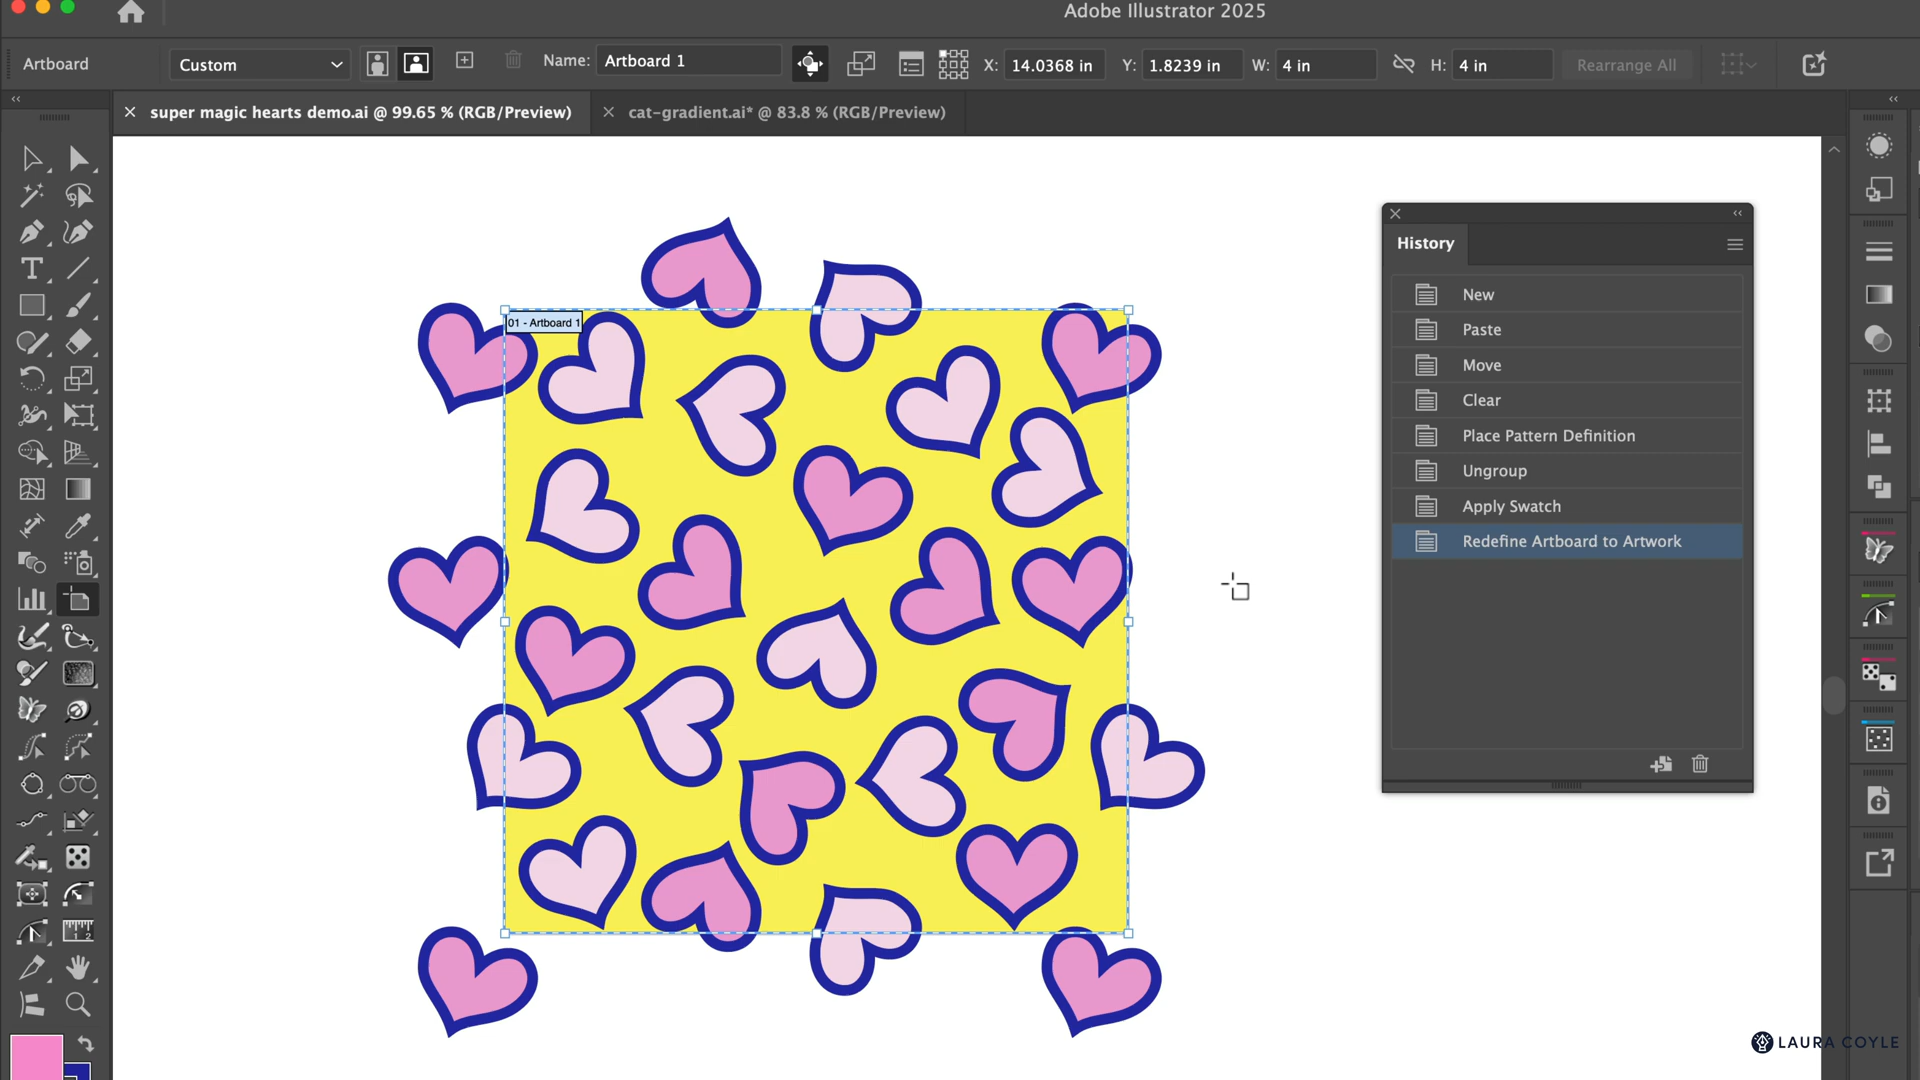 Adobe Illustrator 2025
Artboard Custom Name: Artboard 1 X: 14.0368 in Y: 1.8239 in W: 4 in H: 4 in Rearrange All
super magic hearts demo.ai @ 99.65 % (RGB/Preview) cat-gradient.ai* @ 83.8 % (RGB/Preview)
History
New
Paste
Move
Clear
Place Pattern Definition
Ungroup
Apply Swatch
Redefine Artboard to Artwork
01 - Artboard 1
LAURA COYLE